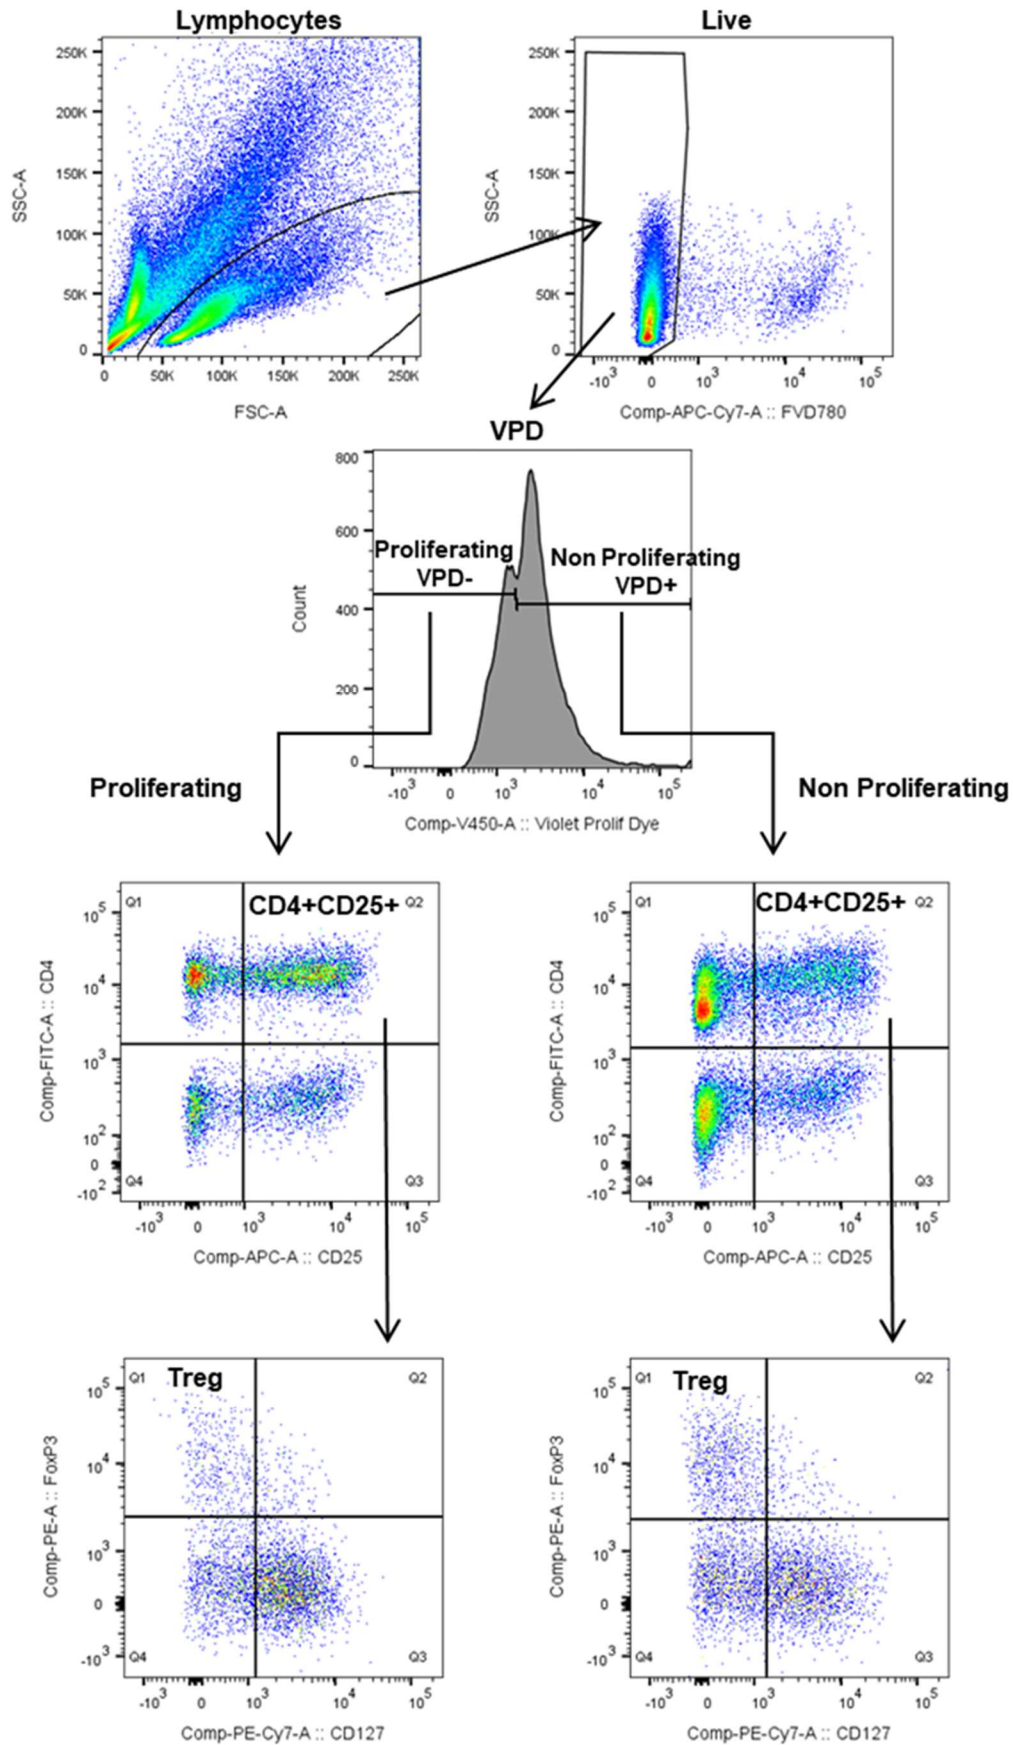 Lymphocytes
Live
250K
200K
150K
100K
50K
0
SSC-A
0
50K
100K
150K
200K
250K
FSC-A
250K
200K
150K
100K
50K
0
SSC-A
-10^3
0
10^3
10^4
10^5
Comp-APC-Cy7-A :: FVD780
VPD
800
600
400
200
0
Count
Proliferating
VPD-
Non Proliferating
VPD+
-10^3
0
10^3
10^4
10^5
Comp-V450-A :: Violet Prolif Dye
Proliferating
Non Proliferating
Q1
CD4+CD25+
Q2
10^5
10^4
10^3
10^2
0
-10^2
Comp-FITC-A :: CD4
Q4
Q3
-10^3
0
10^3
10^4
10^5
Comp-APC-A :: CD25
Q1
CD4+CD25+
Q2
10^5
10^4
10^3
10^2
0
-10^2
Comp-FITC-A :: CD4
Q4
Q3
-10^3
0
10^3
10^4
10^5
Comp-APC-A :: CD25
Q1
Treg
Q2
10^5
10^4
10^3
0
-10^3
Comp-PE-A :: FoxP3
Q4
Q3
-10^3
0
10^3
10^4
10^5
Comp-PE-Cy7-A :: CD127
Q1
Treg
Q2
10^5
10^4
10^3
0
-10^3
Comp-PE-A :: FoxP3
Q4
Q3
-10^3
0
10^3
10^4
10^5
Comp-PE-Cy7-A :: CD127